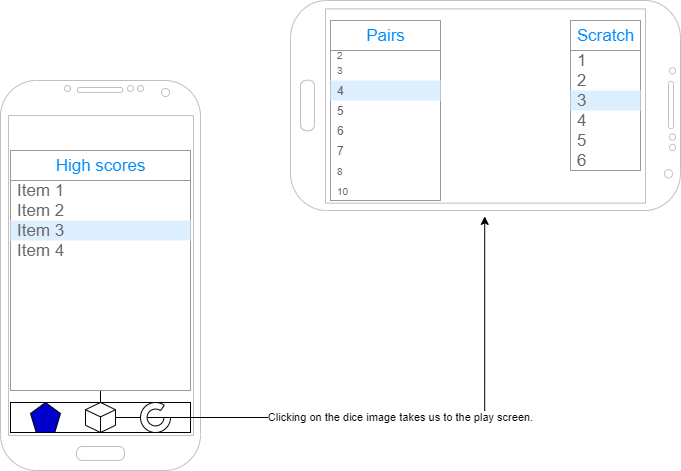 Pairs
2
3
4
5
6
7
8
10
Scratch
1
2
3
4
5
6
High scores
Item 1
Item 2
Item 3
Item 4
Clicking on the dice image takes us to the play screen.